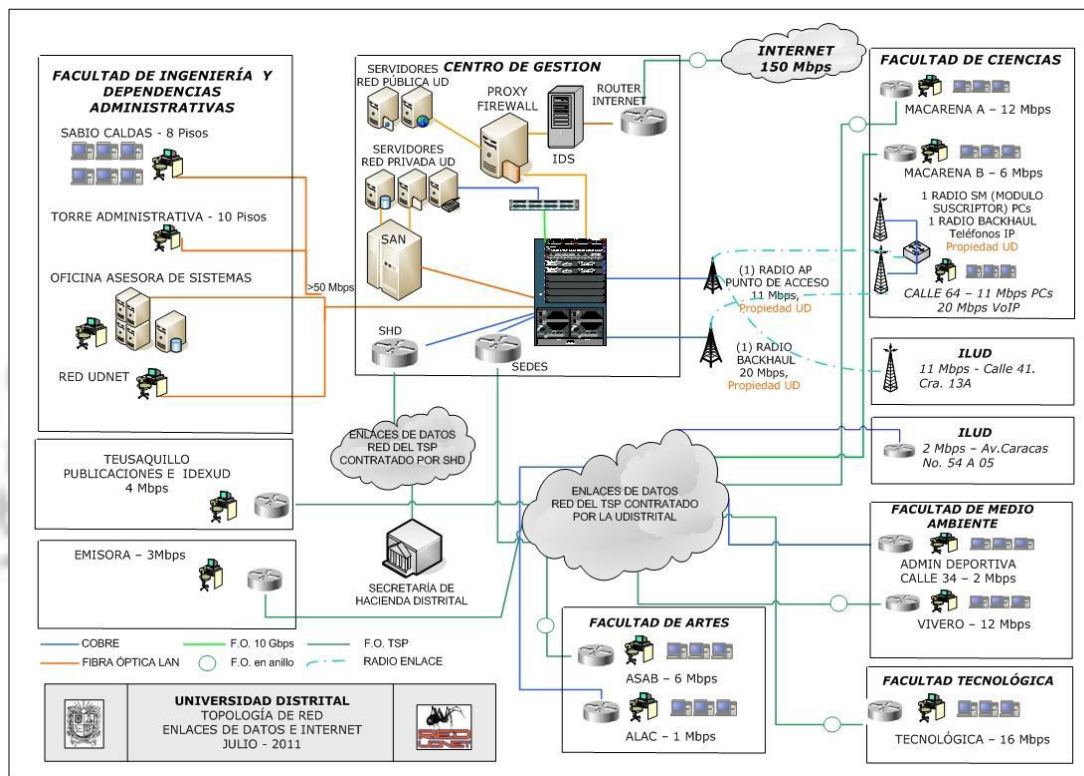 FACULTAD DE INGENIERÍA Y
DEPENDENCIAS
ADMINISTRATIVAS
SABIO CALDAS - 8 Pisos
TORRE ADMINISTRATIVA - 10 Pisos
OFICINA ASESORA DE SISTEMAS
>50 Mbps
RED UDNET
TEUSAQUILLO
PUBLICACIONES E IDEXUD
4 Mbps
EMISORA – 3Mbps
CENTRO DE GESTION
SERVIDORES
RED PÚBLICA UD
PROXY
FIREWALL
IDS
ROUTER
INTERNET
SERVIDORES
RED PRIVADA UD
SAN
SHD
SEDES
INTERNET
150 Mbps
(1) RADIO AP
PUNTO DE ACCESO
11 Mbps,
Propiedad UD
(1) RADIO
BACKHAUL
20 Mbps,
Propiedad UD
ENLACES DE DATOS
RED DEL TSP
CONTRATADO POR SHD
SECRETARÍA DE
HACIENDA DISTRITAL
ENLACES DE DATOS
RED DEL TSP CONTRATADO
POR LA UDISTRITAL
FACULTAD DE CIENCIAS
MACARENA A – 12 Mbps
MACARENA B – 6 Mbps
1 RADIO SM (MODULO
SUSCRIPTOR) PCs
1 RADIO BACKHAUL
Teléfonos IP
Propiedad UD
CALLE 64 – 11 Mbps PCs
20 Mbps VoIP
ILUD
11 Mbps - Calle 41.
Cra. 13A
ILUD
2 Mbps – Av.Caracas
No. 54 A 05
FACULTAD DE MEDIO
AMBIENTE
ADMIN DEPORTIVA
CALLE 34 – 2 Mbps
VIVERO – 12 Mbps
FACULTAD DE ARTES
ASAB – 6 Mbps
ALAC – 1 Mbps
FACULTAD TECNOLÓGICA
TECNOLÓGICA – 16 Mbps
COBRE
F.O. 10 Gbps
F.O. TSP
FIBRA ÓPTICA LAN
F.O. en anillo
RADIO ENLACE
UNIVERSIDAD DISTRITAL
TOPOLOGÍA DE RED
ENLACES DE DATOS E INTERNET
JULIO - 2011
RED
UDNET